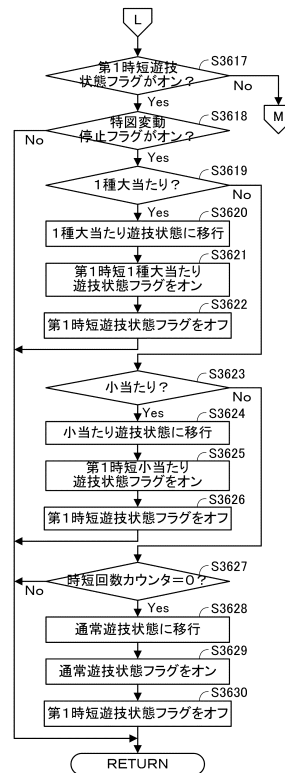 L
第1時短遊技
状態フラグがオン?
S3617
No
M
Yes
特図変動
停止フラグがオン?
S3618
No
Yes
1種大当たり?
S3619
No
Yes
S3620
1種大当たり遊技状態に移行
S3621
第1時短1種大当たり
遊技状態フラグをオン
S3622
第1時短遊技状態フラグをオフ
小当たり?
S3623
No
Yes
S3624
小当たり遊技状態に移行
S3625
第1時短小当たり
遊技状態フラグをオン
S3626
第1時短遊技状態フラグをオフ
S3627
時短回数カウンタ=0?
No
Yes
S3628
通常遊技状態に移行
S3629
通常遊技状態フラグをオン
S3630
第1時短遊技状態フラグをオフ
RETURN